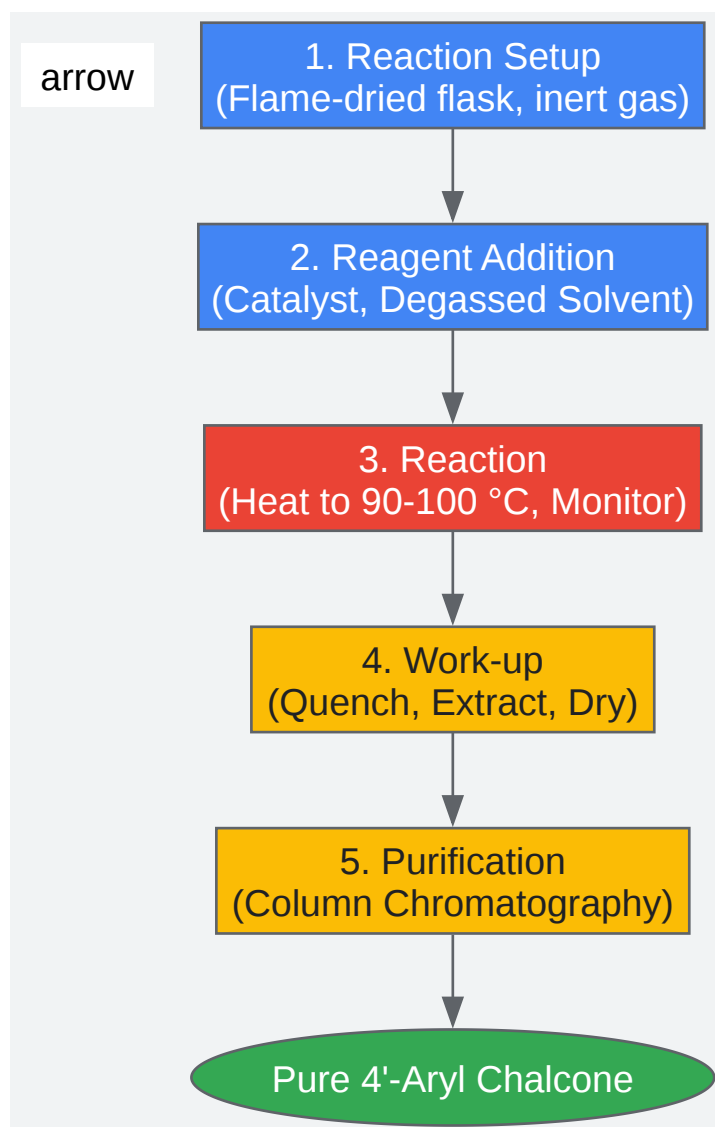 arrow
1. Reaction Setup
(Flame-dried flask, inert gas)
2. Reagent Addition
(Catalyst, Degassed Solvent)
3. Reaction
(Heat to 90-100 °C, Monitor)
4. Work-up
(Quench, Extract, Dry)
5. Purification
(Column Chromatography)
Pure 4'-Aryl Chalcone